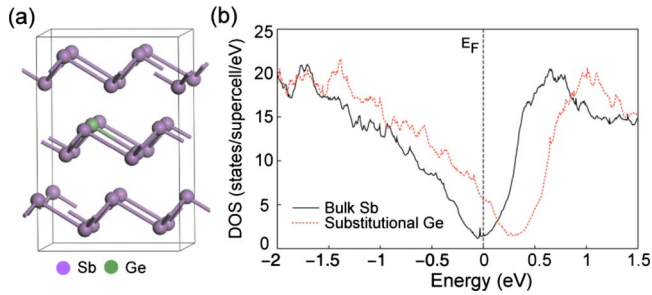 (a)
Sb Ge
(b)
DOS (states/supercell/eV)
25
20
15
10
5
0
E_F
Bulk Sb
Substitutional Ge
−2 −1.5 −1 −0.5 0 0.5 1 1.5
Energy (eV)